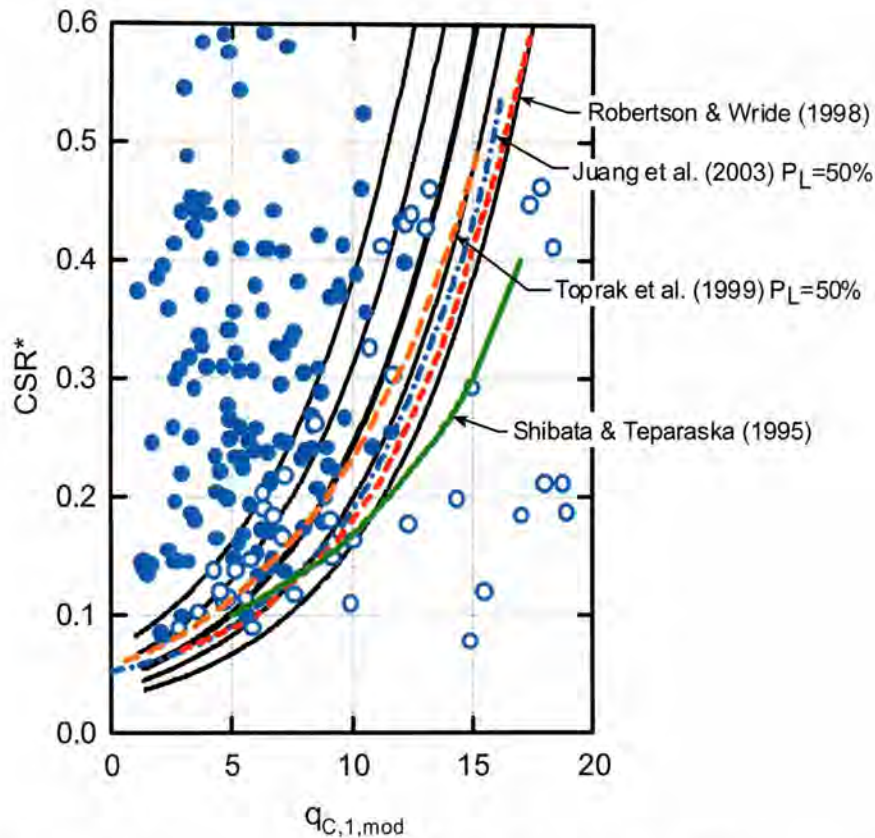 0.6
0.5
0.4
0.3
0.2
0.1
0.0
CSR*
0
5
10
15
20
qC,1,mod
Robertson & Wride (1998)
Juang et al. (2003) PL=50%
Toprak et al. (1999) PL=50%
Shibata & Teparaska (1995)